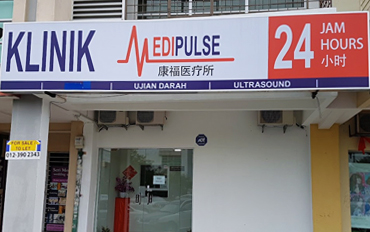 KLINIK
MEDIPULSE
康福医疗所
24 JAM
HOURS
小时
UJIAN DARAH
ULTRASOUND
FOR SALE
TO LET
012-390 2343